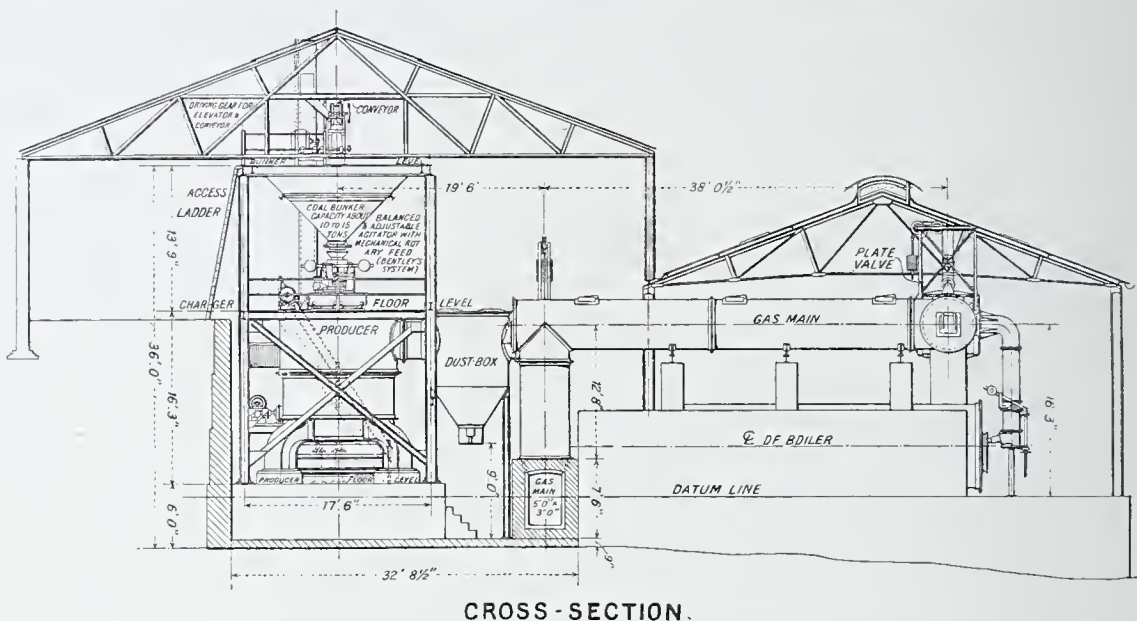 DRIVING GEAR FOR
ELEVATOR &
CONVEYOR
CONVEYOR
BUNKER LEVEL
19' 6"
38' 0½"
ACCESS
LADDER
COAL BUNKER
CAPACITY ABOUT
10 TO 15
TONS
BALANCED
& ADJUSTABLE
AGITATOR WITH
MECHANICAL ROT
ARY FEED
(BENTLEY'S
SYSTEM)
PLATE
VALVE
13' 9"
CHARGER FLOOR LEVEL
PRODUCER
GAS MAIN
DUST-BOX
36' 0"
16' 3"
12' 8"
16' 3"
℄ OF BOILER
9' 0"
GAS
MAIN
5' 0" x
3' 0"
7' 6"
DATUM LINE
PRODUCER FLOOR LEVEL
17' 6"
6' 0"
9"
32' 8½"
CROSS-SECTION.